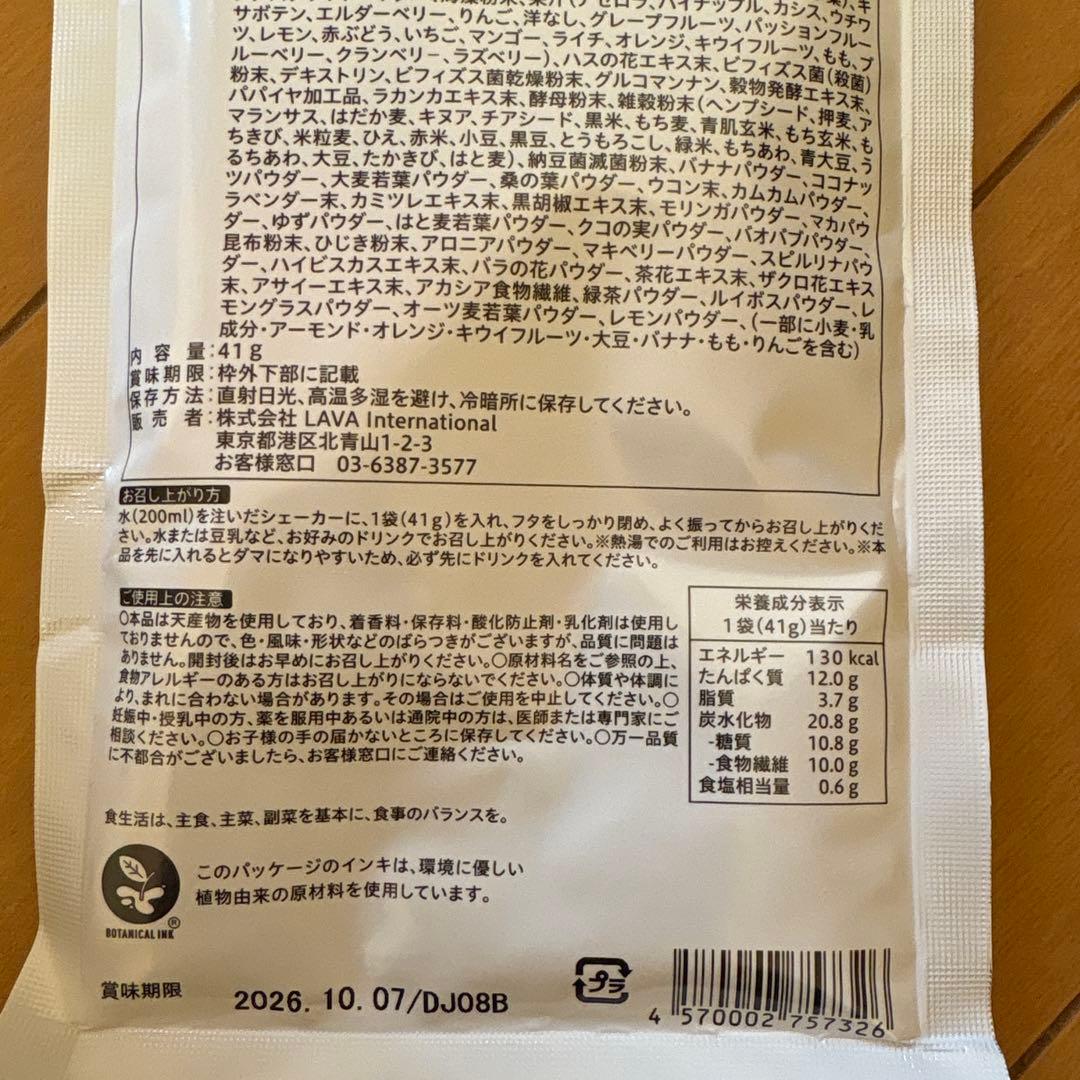 サポテン、エルダーベリー、りんご、洋なし、グレープフルーツ、パッションフルー
ツ、レモン、赤ぶどう、いちご、マンゴー、ライチ、オレンジ、キウイフルーツ、もも、ブ
ルーベリー、クランベリ－、ラズベリー）、ハスの花エキス末、ビフィズス菌（殺菌）
粉末、デキストリン、ビフィズス菌乾燥粉末、グルコマンナン、穀物発酵エキス末、
パパイヤ加工品、ラカンカエキス末、酵母粉末、雑穀粉末（ヘンプシード、押麦、ア
マランサス、はだか麦、キヌア、チアシード、黒米、もち麦、青肌玄米、もち玄米、も
ちきび、米粒麦、ひえ、赤米、小豆、黒豆、とうもろこし、緑米、もちあわ、青大豆、う
るちあわ、大豆、たかきび、はと麦）、納豆菌滅菌粉末、バナナパウダー、ココナッ
ツパウダー、大麦若葉パウダー、桑の葉パウダー、ウコン末、カムカムパウダー、
ラベンダー末、カミツレエキス末、黒胡椒エキス末、モリンガパウダー、マカパウ
ダー、ゆずパウダー、はと麦若葉パウダー、クコの実パウダー、バオバブパウダー、
昆布粉末、ひじき粉末、アロニアパウダー、マキベリーパウダー、スピルリナパウ
ダー、ハイビスカスエキス末、バラの花パウダー、茶花エキス末、ザクロ花エキス
末、アサイーエキス末、アカシア食物繊維、緑茶パウダー、ルイボスパウダー、レ
モングラスパウダー、オーツ麦若葉パウダー、レモンパウダー、（一部に小麦・乳
成分・アーモンド・オレンジ・キウイフルーツ・大豆・バナナ・もも・りんごを含む）
内容量：41g
賞味期限：枠外下部に記載
保存方法：直射日光、高温多湿を避け、冷暗所に保存してください。
販売者：株式会社 LAVA International
東京都港区北青山1-2-3
お客様窓口 03-6387-3577
お召し上がり方
水（200ml）を注いだシェーカーに、1袋（41g）を入れ、フタをしっかり閉め、よく振ってからお召し上がりくだ
さい。水または豆乳など、お好みのドリンクでお召し上がりください。※熱湯でのご利用はお控えください。※本
品を先に入れるとダマになりやすいため、必ず先にドリンクを入れてください。
ご使用上の注意
○本品は天産物を使用しており、着香料・保存料・酸化防止剤・乳化剤は使用し
ておりませんので、色・風味・形状などのばらつきがございますが、品質に問題は
ありません。開封後はお早めにお召し上がりください。○原材料名をご参照の上、
食物アレルギーのある方はお召し上がりにならないでください。○体質や体調に
より、まれに合わない場合があります。その場合はご使用を中止してください。○
妊娠中・授乳中の方、薬を服用中あるいは通院中の方は、医師または専門家にご
相談ください。○お子様の手の届かないところに保存してください。○万一品質
に不都合がございましたら、お客様窓口にご連絡ください。
栄養成分表示
1袋（41g）当たり
エネルギー 130 kcal
たんぱく質 12.0 g
脂質 3.7 g
炭水化物 20.8 g
-糖質 10.8 g
-食物繊維 10.0 g
食塩相当量 0.6 g
食生活は、主食、主菜、副菜を基本に、食事のバランスを。
このパッケージのインキは、環境に優しい
植物由来の原材料を使用しています。
BOTANICAL INK®
賞味期限 2026.10.07/DJ08B
プラ
4 570002 757326